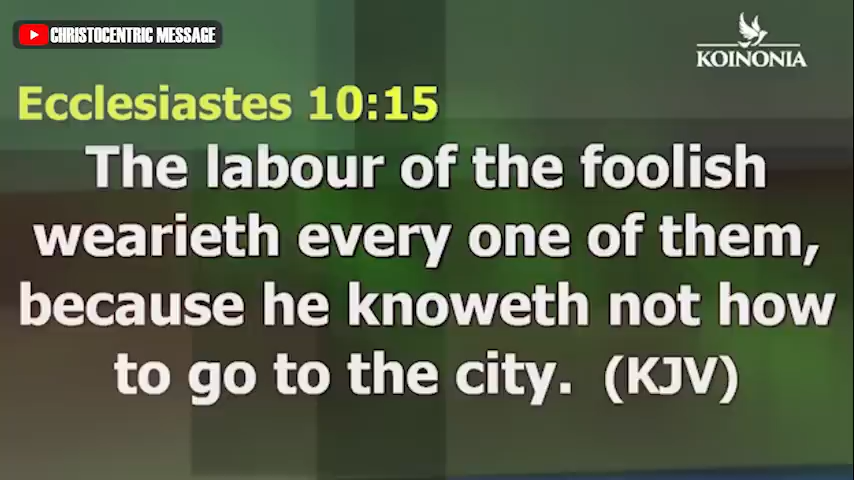 CHRISTOCENTRIC MESSAGE
KOINONIA
Ecclesiastes 10:15
The labour of the foolish
wearieth every one of them,
because he knoweth not how
to go to the city. (KJV)